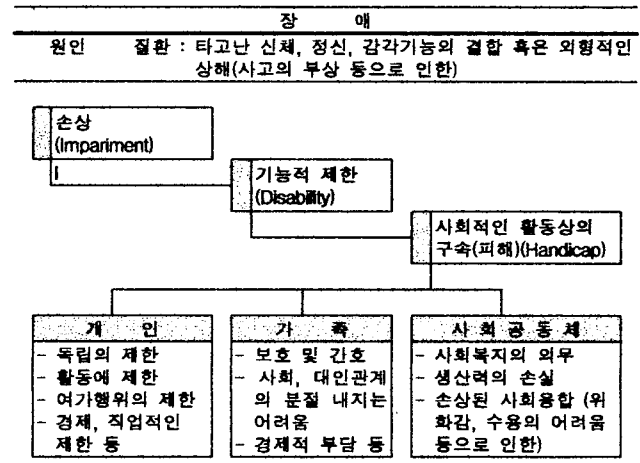 장 애
원인 질환 : 타고난 신체, 정신, 감각기능의 결합 혹은 외형적인
상해(사고의 부상 등으로 인한)
손상
(Impariment)
기능적 제한
(Disability)
사회적인 활동상의
구속(피해)(Handicap)
개 인
- 독립의 제한
- 활동에 제한
- 여가행위의 제한
- 경제, 직업적인
제한 등
가 족
- 보호 및 간호
- 사회, 대인관계
의 분절 내지는
어려움
- 경제적 부담 등
사 회 공 동 체
- 사회복지의 의무
- 생산력의 손실
- 손상된 사회융합 (위
화감, 수용의 어려움
등으로 인한)